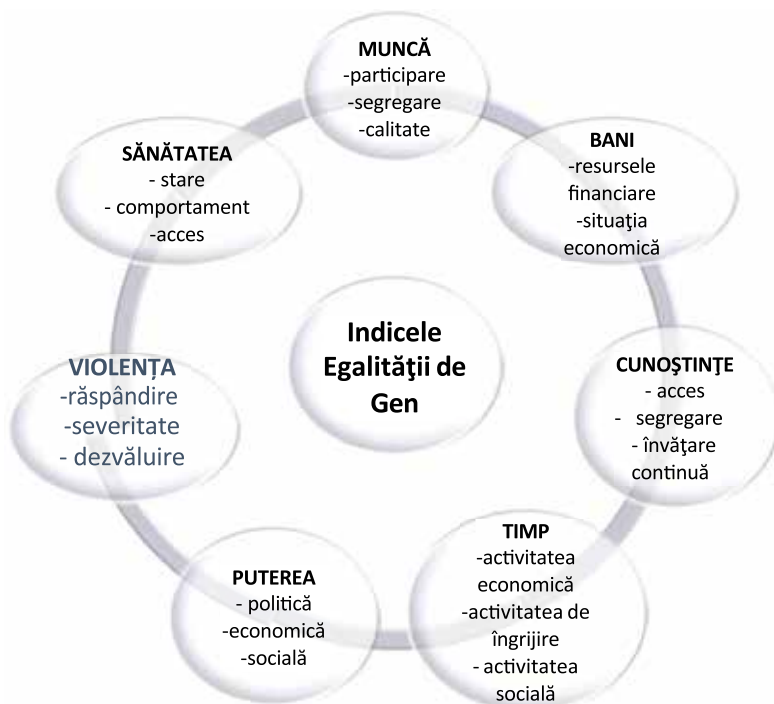 Indicele
Egalităţii de
Gen
MUNCĂ
-participare
-segregare
-calitate
BANI
-resursele
financiare
-situaţia
economică
CUNOŞTINŢE
- acces
- segregare
- învăţare
continuă
TIMP
-activitatea
economică
-activitatea de
îngrijire
- activitatea
socială
PUTEREA
- politică
-economică
-socială
VIOLENȚA
-răspândire
-severitate
- dezvăluire
SĂNĂTATEA
- stare
- comportament
-acces